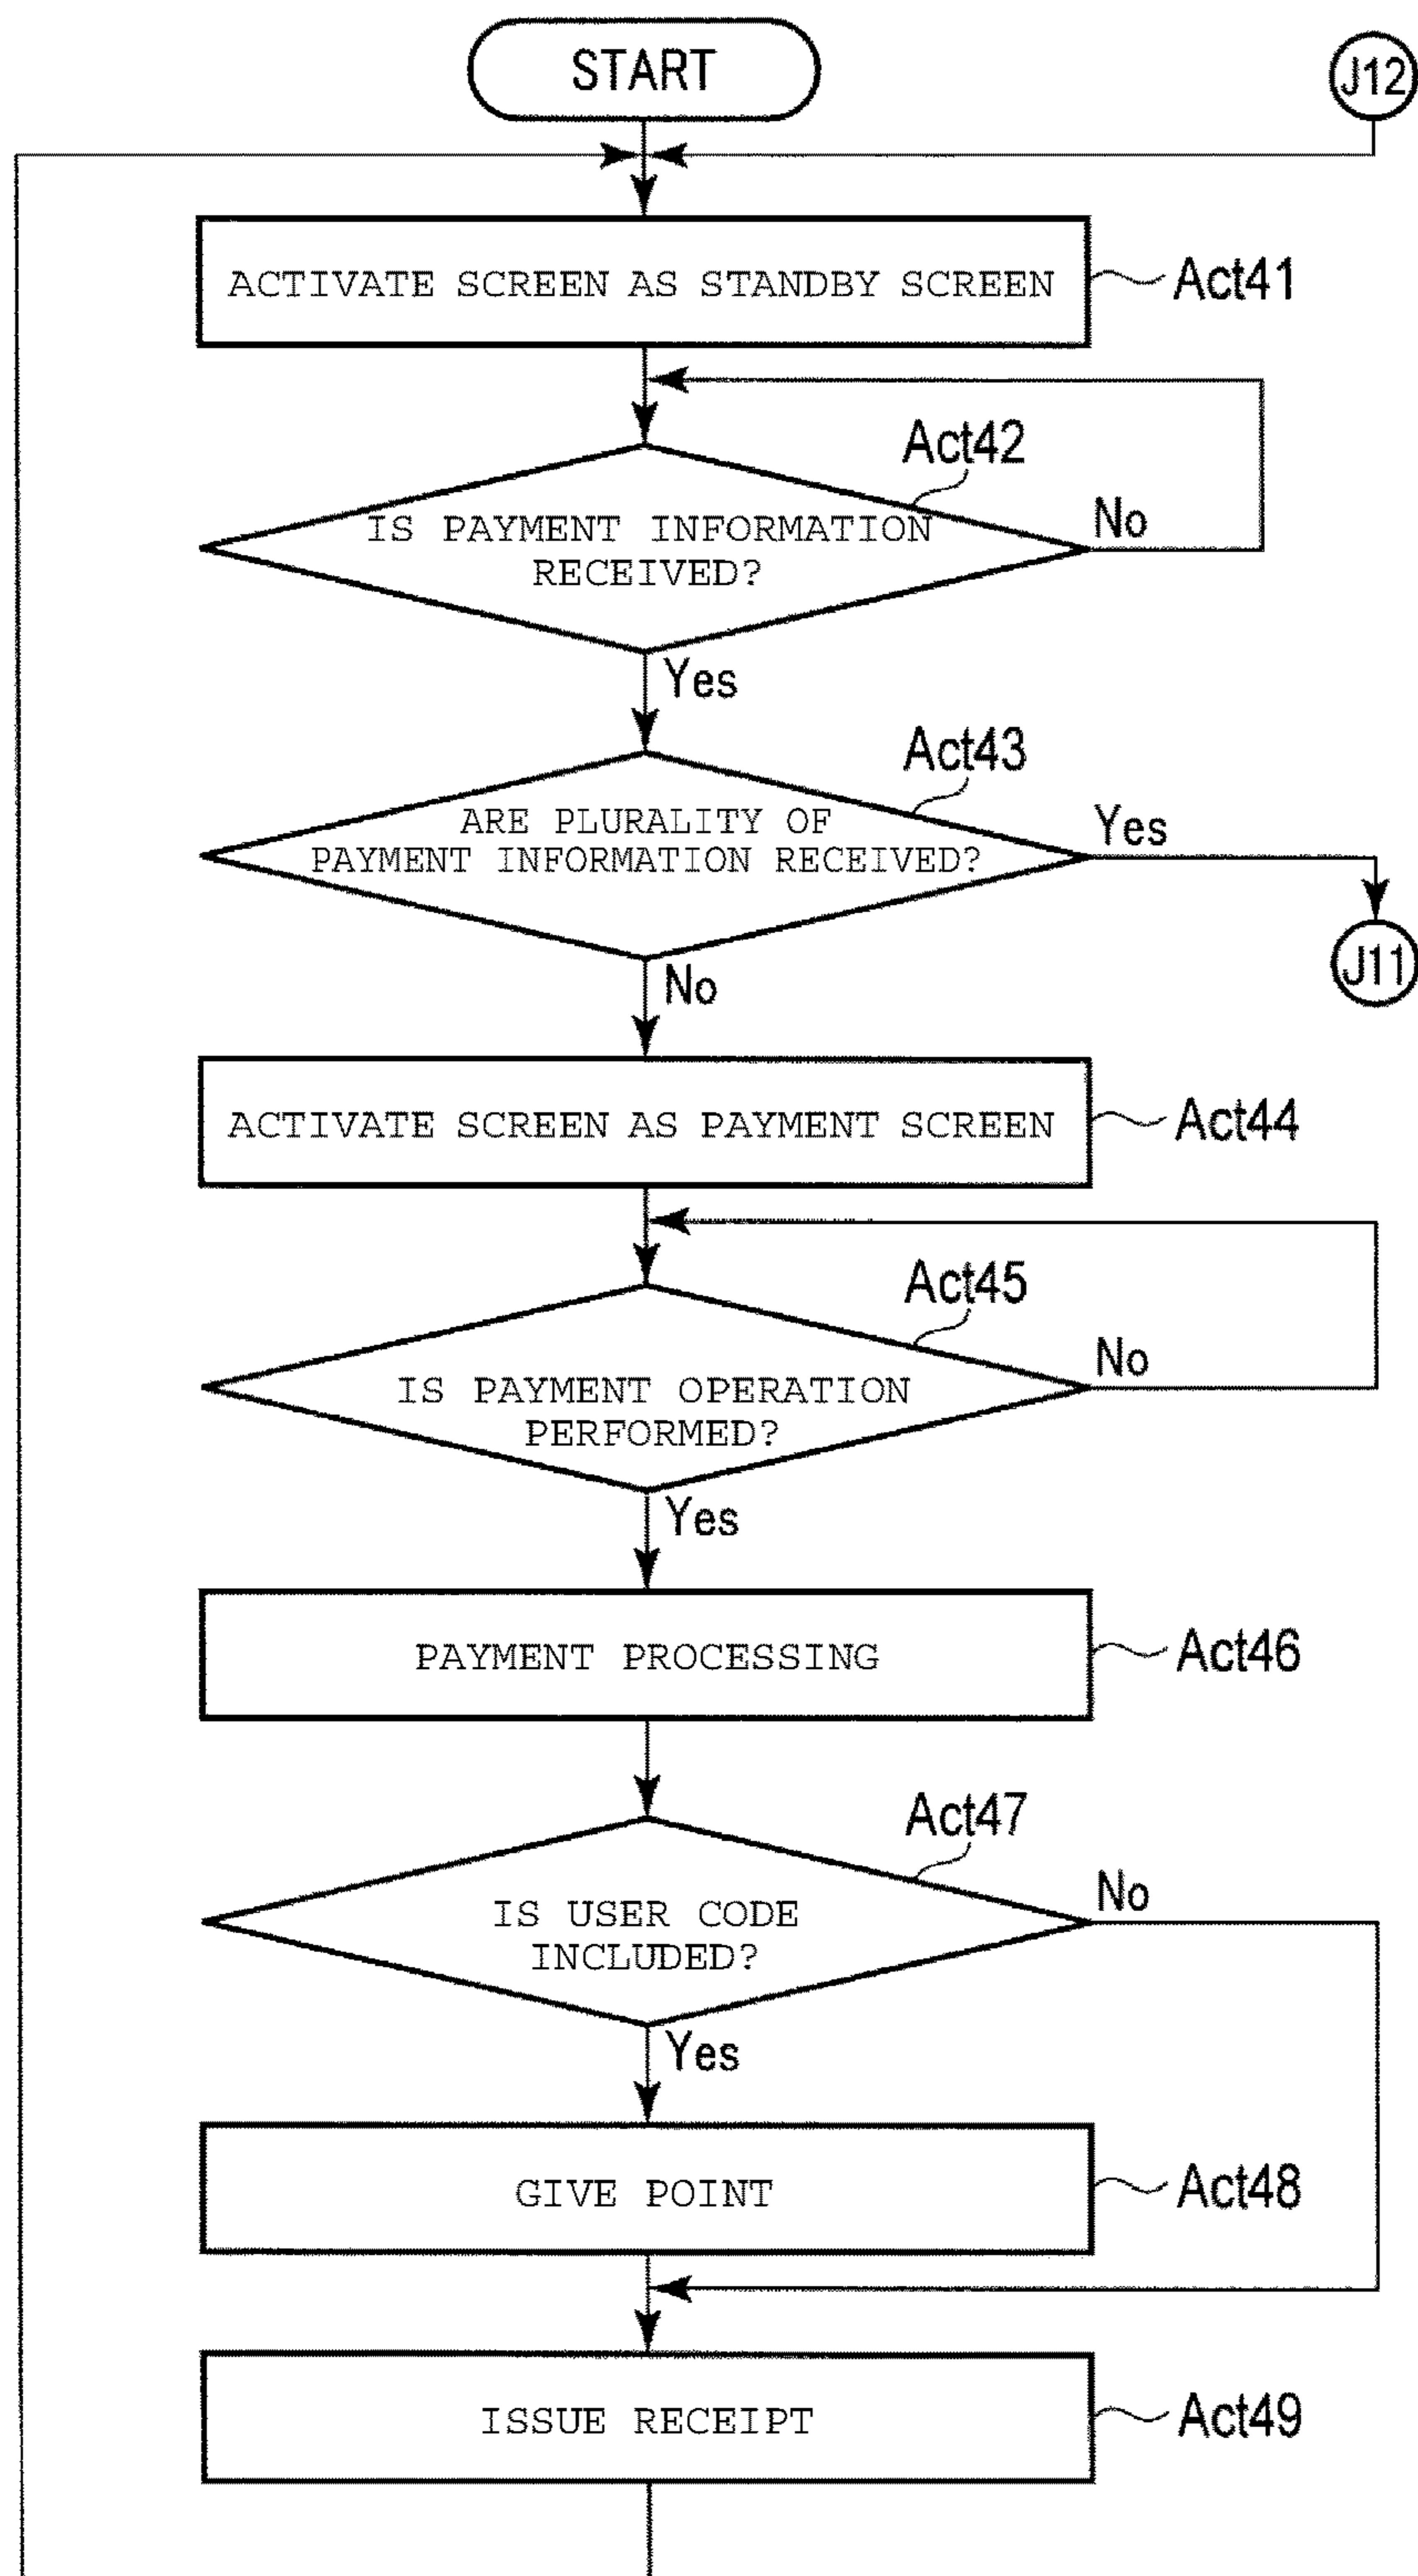 START
J12
ACTIVATE SCREEN AS STANDBY SCREEN
Act41
Act42
IS PAYMENT INFORMATION
RECEIVED?
No
Yes
Act43
ARE PLURALITY OF
PAYMENT INFORMATION RECEIVED?
Yes
J11
No
ACTIVATE SCREEN AS PAYMENT SCREEN
Act44
Act45
IS PAYMENT OPERATION
PERFORMED?
No
Yes
PAYMENT PROCESSING
Act46
Act47
IS USER CODE
INCLUDED?
No
Yes
GIVE POINT
Act48
ISSUE RECEIPT
Act49